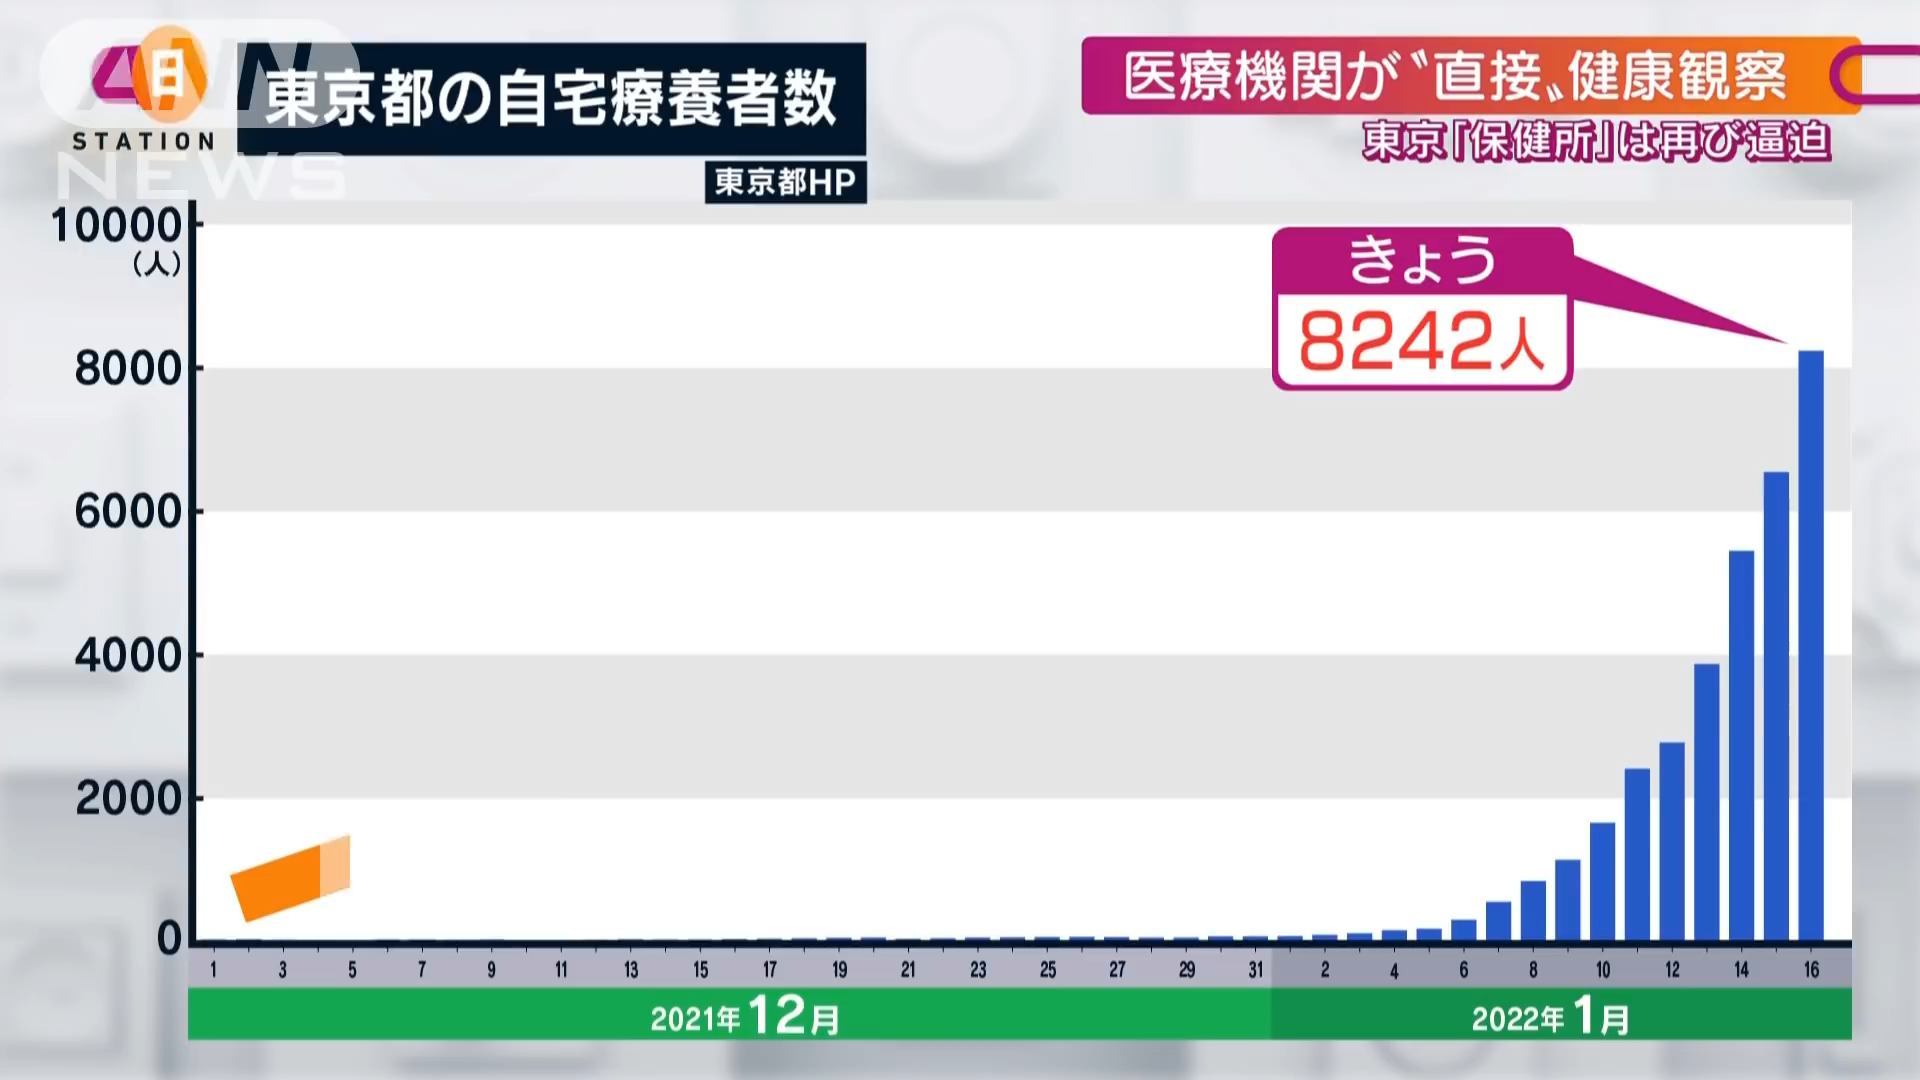 ANN
NEWS
日
STATION
東京都の自宅療養者数
東京都HP
医療機関が〝直接〟健康観察
東京「保健所」は再び逼迫
10000
(人)
8000
6000
4000
2000
0
きょう
8242人
1 3 5 7 9 11 13 15 17 19 21 23 25 27 29 31 2 4 6 8 10 12 14 16
2021年12月 2022年1月